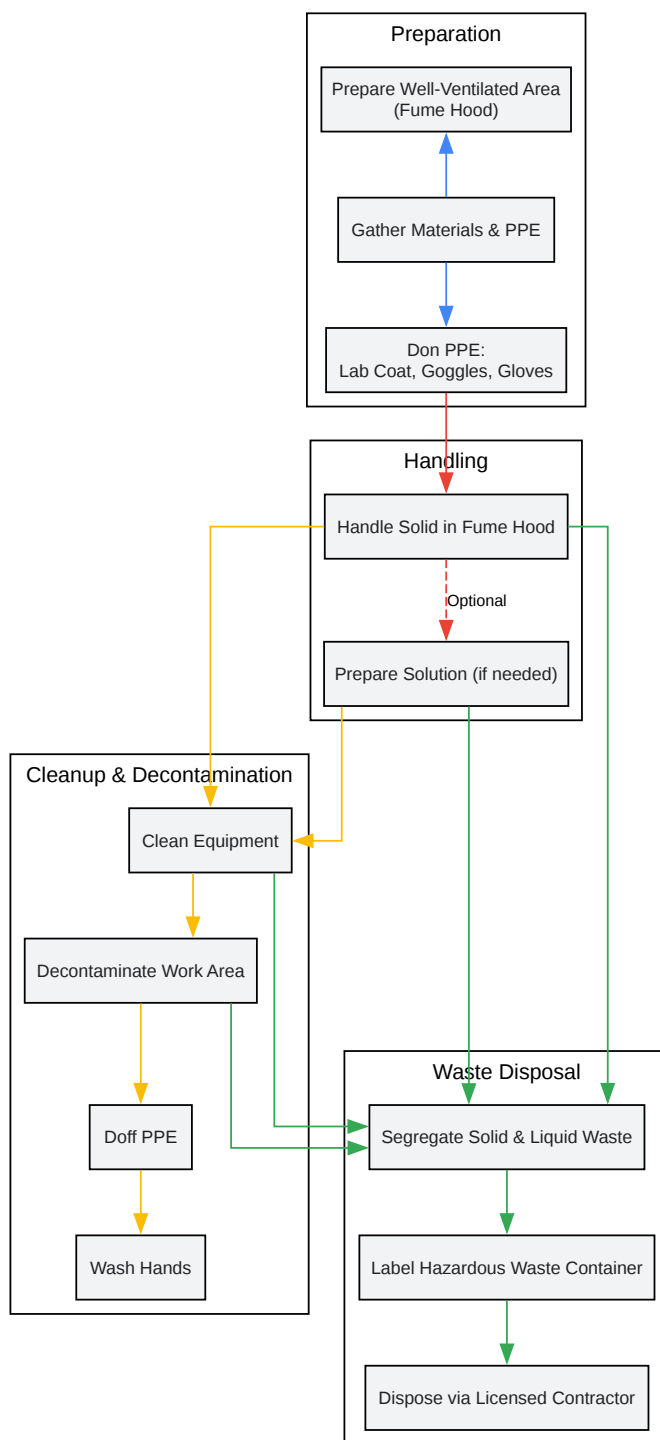 Preparation
Prepare Well-Ventilated Area
(Fume Hood)
Gather Materials & PPE
Don PPE:
Lab Coat, Goggles, Gloves
Handling
Handle Solid in Fume Hood
Optional
Prepare Solution (if needed)
Cleanup & Decontamination
Clean Equipment
Decontaminate Work Area
Doff PPE
Wash Hands
Waste Disposal
Segregate Solid & Liquid Waste
Label Hazardous Waste Container
Dispose via Licensed Contractor